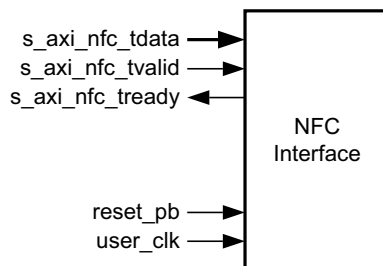 s_axi_nfc_tdata
s_axi_nfc_tvalid
s_axi_nfc_tready
NFC
Interface
reset_pb
user_clk